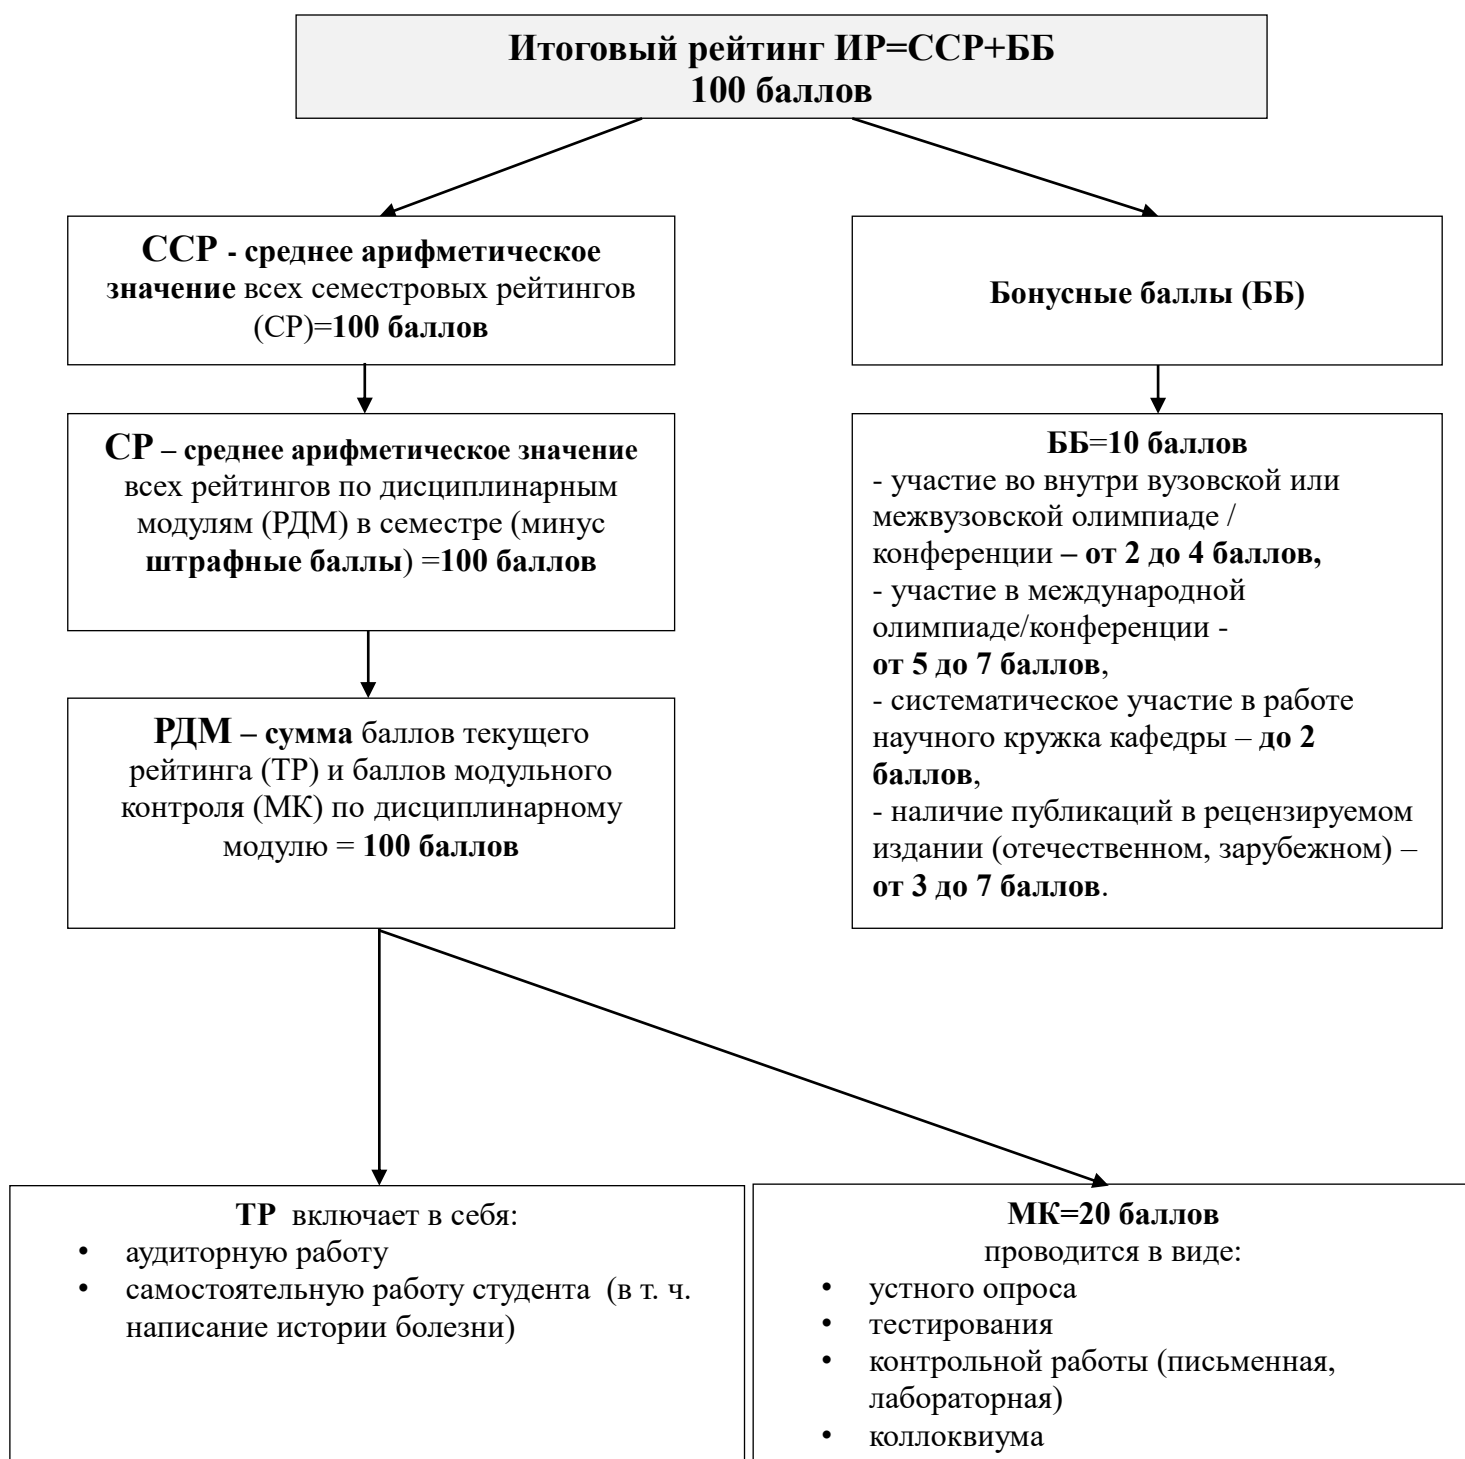 Итоговый рейтинг ИР=ССР+ББ
100 баллов
ССР - среднее арифметическое
значение всех семестровых рейтингов
(СР)=100 баллов
Бонусные баллы (ББ)
СР – среднее арифметическое значение
всех рейтингов по дисциплинарным
модулям (РДМ) в семестре (минус
штрафные баллы) =100 баллов
ББ=10 баллов
- участие во внутри вузовской или
межвузовской олимпиаде /
конференции – от 2 до 4 баллов,
- участие в международной
олимпиаде/конференции -
от 5 до 7 баллов,
- систематическое участие в работе
научного кружка кафедры – до 2
баллов,
- наличие публикаций в рецензируемом
издании (отечественном, зарубежном) –
от 3 до 7 баллов.
РДМ – сумма баллов текущего
рейтинга (ТР) и баллов модульного
контроля (МК) по дисциплинарному
модулю = 100 баллов
ТР включает в себя:
• аудиторную работу
• самостоятельную работу студента (в т. ч.
написание истории болезни)
МК=20 баллов
проводится в виде:
• устного опроса
• тестирования
• контрольной работы (письменная,
лабораторная)
• коллоквиума